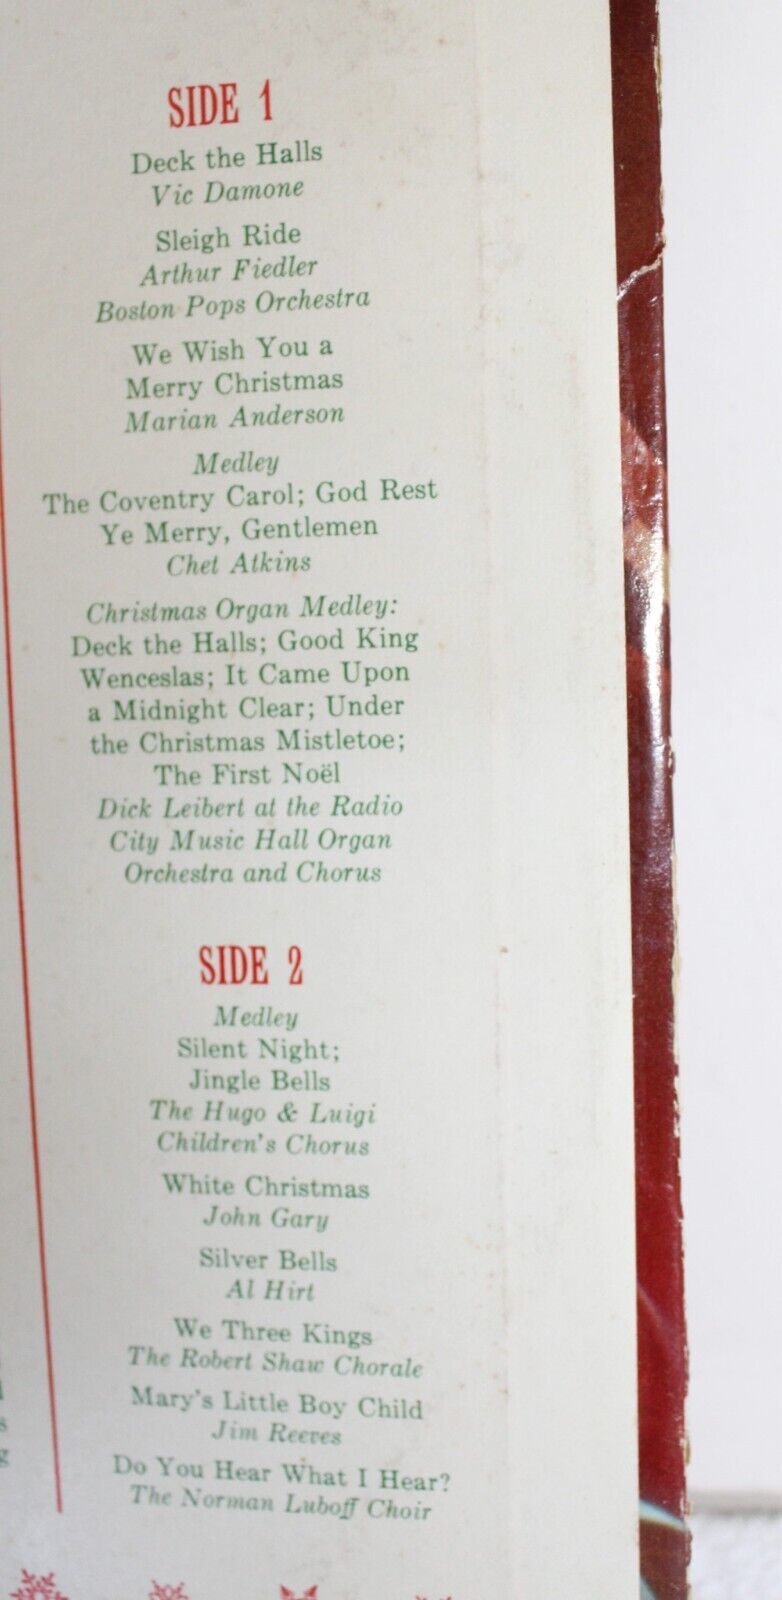 SIDE 1
Deck the Halls
Vic Damone
Sleigh Ride
Arthur Fiedler
Boston Pops Orchestra
We Wish You a
Merry Christmas
Marian Anderson
Medley
The Coventry Carol; God Rest
Ye Merry, Gentlemen
Chet Atkins
Christmas Organ Medley:
Deck the Halls; Good King
Wenceslas; It Came Upon
a Midnight Clear; Under
the Christmas Mistletoe;
The First Noël
Dick Leibert at the Radio
City Music Hall Organ
Orchestra and Chorus
SIDE 2
Medley
Silent Night;
Jingle Bells
The Hugo & Luigi
Children's Chorus
White Christmas
John Gary
Silver Bells
Al Hirt
We Three Kings
The Robert Shaw Chorale
Mary's Little Boy Child
Jim Reeves
Do You Hear What I Hear?
The Norman Luboff Choir